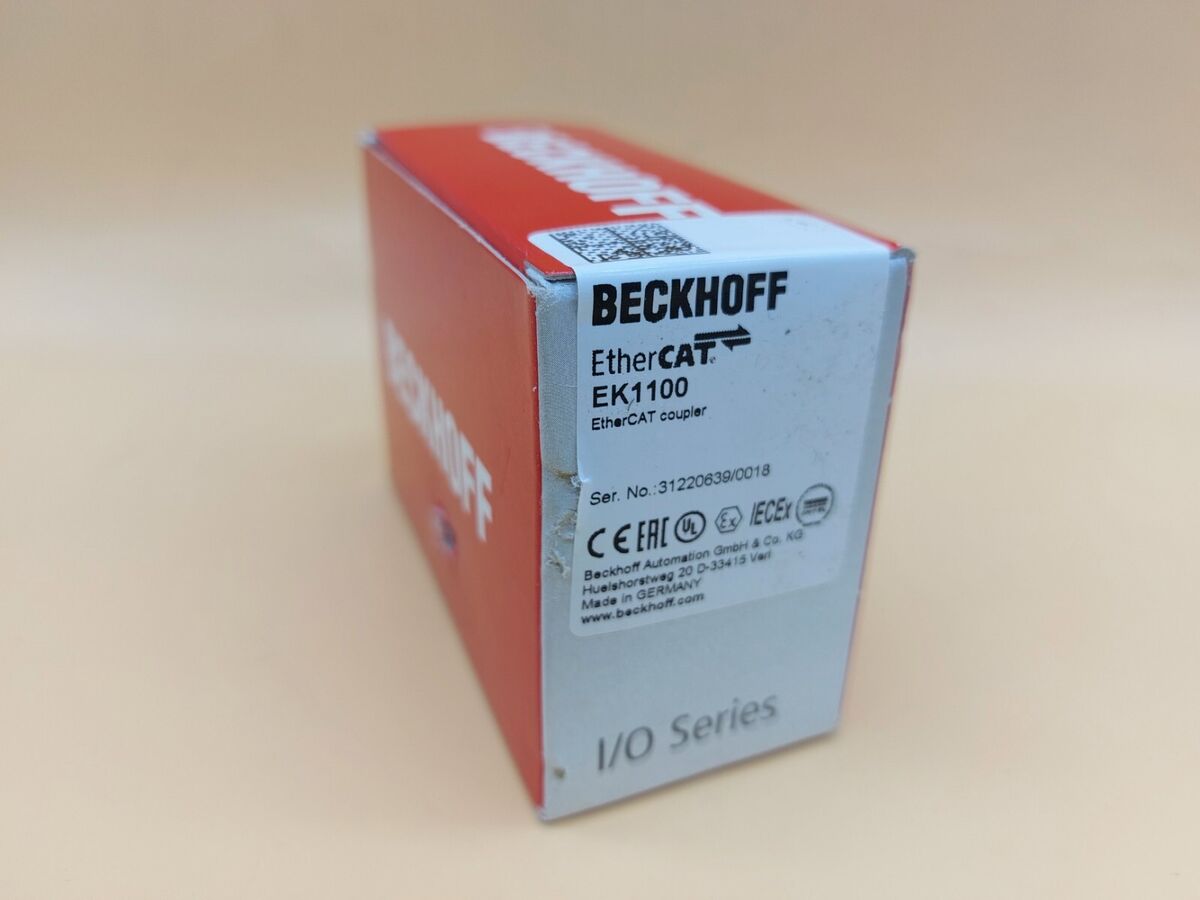 BECKHOFF
BECKHOFF
BECKHOFF
EtherCAT®
EK1100
EtherCAT coupler
Ser. No.:31220639/0018
CE EAC UL Ex IECEx
Beckhoff Automation GmbH & Co. KG
Huelshorstweg 20 D-33415 Verl
Made in GERMANY
www.beckhoff.com
I/O Series